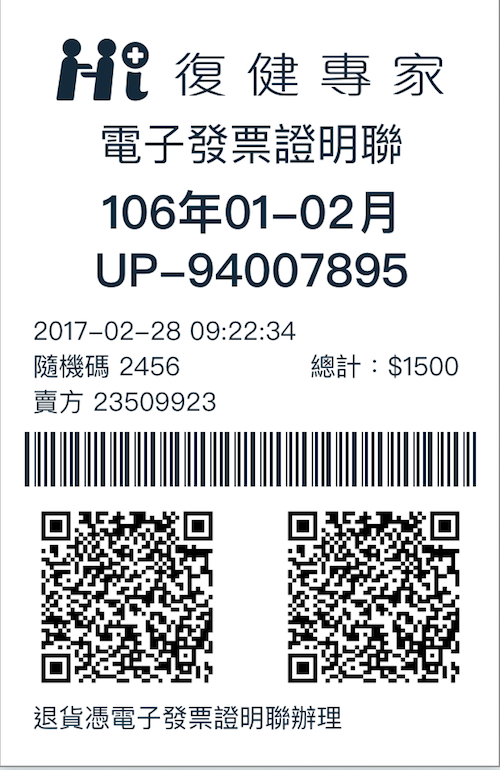 Hi 復健專家
電子發票證明聯
106年01-02月
UP-94007895
2017-02-28 09:22:34
隨機碼 2456 總計：$1500
賣方 23509923
退貨憑電子發票證明聯辦理